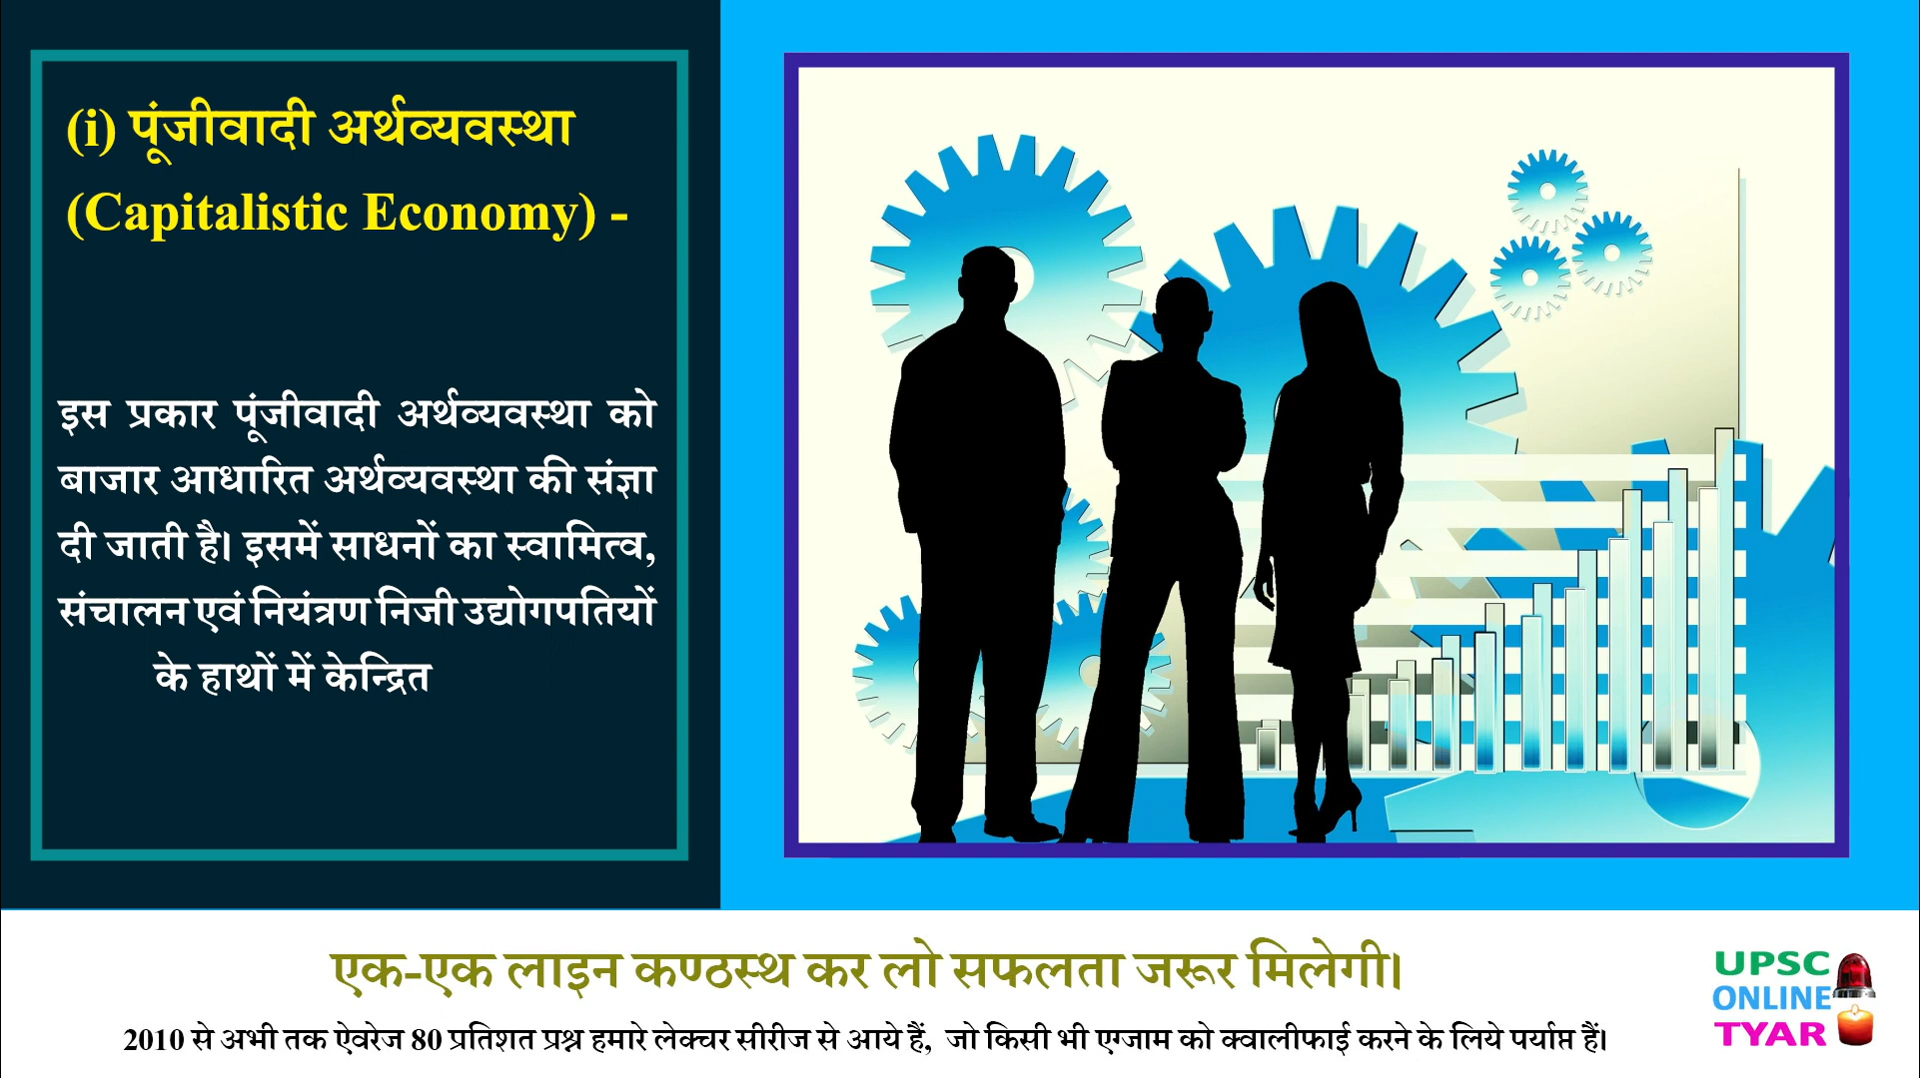 (i) पूंजीवादी अर्थव्यवस्था
(Capitalistic Economy) -
इस प्रकार पूंजीवादी अर्थव्यवस्था को
बाजार आधारित अर्थव्यवस्था की संज्ञा
दी जाती है। इसमें साधनों का स्वामित्व,
संचालन एवं नियंत्रण निजी उद्योगपतियों
के हाथों में केन्द्रित
एक-एक लाइन कण्ठस्थ कर लो सफलता जरूर मिलेगी।
2010 से अभी तक ऐवरेज 80 प्रतिशत प्रश्न हमारे लेक्चर सीरीज से आये हैं, जो किसी भी एग्जाम को क्वालीफाई करने के लिये पर्याप्त हैं।
UPSC
ONLINE
TYAR